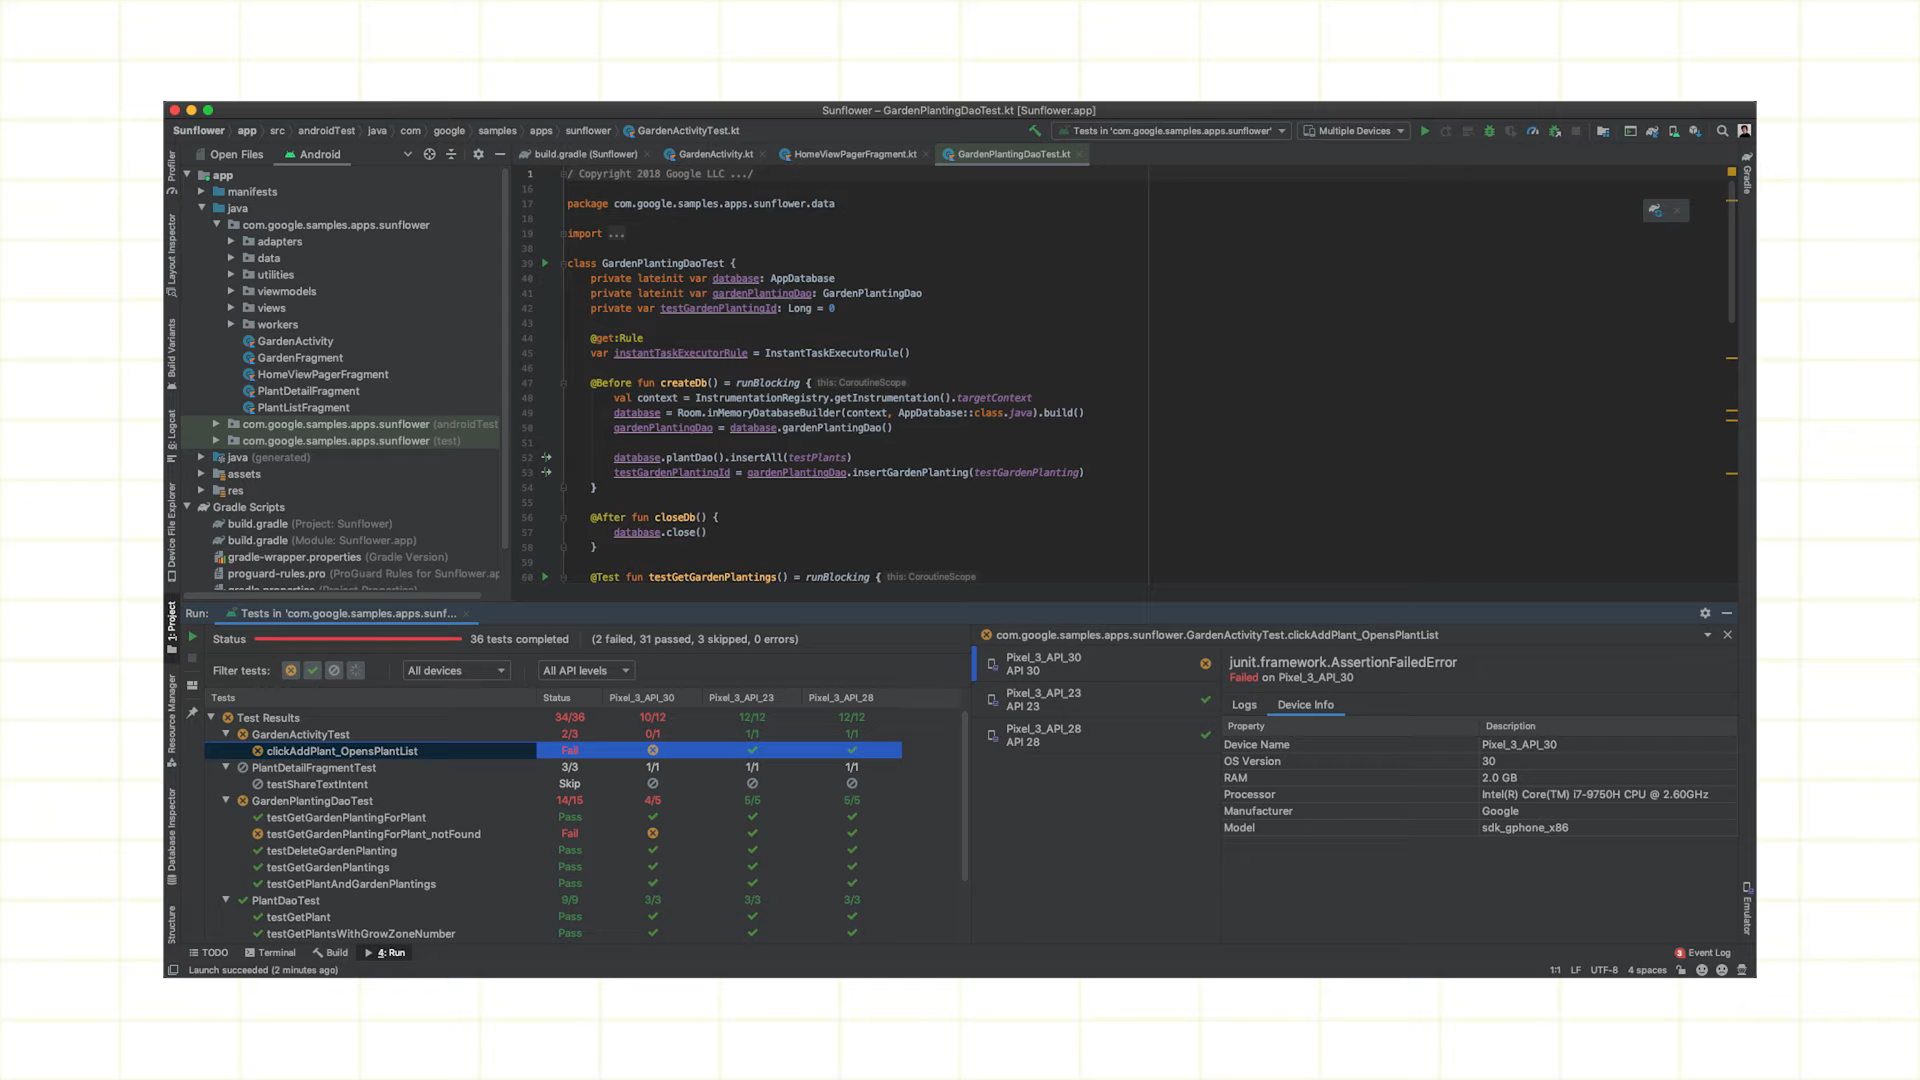 Sunflower – GardenPlantingDaoTest.kt [Sunflower.app]
Sunflower app src androidTest java com google samples apps sunflower GardenActivityTest.kt
Tests in 'com.google.samples.apps.sunflower' Multiple Devices
Open Files Android
build.gradle (Sunflower) GardenActivity.kt HomeViewPagerFragment.kt GardenPlantingDaoTest.kt
Profiler
Layout Inspector
Build Variants
6: Logcat
Device File Explorer
1: Project
Resource Manager
Database Inspector
Structure
app
manifests
java
com.google.samples.apps.sunflower
adapters
data
utilities
viewmodels
views
workers
GardenActivity
GardenFragment
HomeViewPagerFragment
PlantDetailFragment
PlantListFragment
com.google.samples.apps.sunflower (androidTest
com.google.samples.apps.sunflower (test)
java (generated)
assets
res
Gradle Scripts
build.gradle (Project: Sunflower)
build.gradle (Module: Sunflower.app)
gradle-wrapper.properties (Gradle Version)
proguard-rules.pro (ProGuard Rules for Sunflower.ap
gradle.properties (Project Properties)
1 / Copyright 2018 Google LLC .../
16
17 package com.google.samples.apps.sunflower.data
18
19 import ...
38
39 class GardenPlantingDaoTest {
40 private lateinit var database: AppDatabase
41 private lateinit var gardenPlantingDao: GardenPlantingDao
42 private var testGardenPlantingId: Long = 0
43
44 @get:Rule
45 var instantTaskExecutorRule = InstantTaskExecutorRule()
46
47 @Before fun createDb() = runBlocking { this: CoroutineScope
48 val context = InstrumentationRegistry.getInstrumentation().targetContext
49 database = Room.inMemoryDatabaseBuilder(context, AppDatabase::class.java).build()
50 gardenPlantingDao = database.gardenPlantingDao()
51
52 database.plantDao().insertAll(testPlants)
53 testGardenPlantingId = gardenPlantingDao.insertGardenPlanting(testGardenPlanting)
54 }
55
56 @After fun closeDb() {
57 database.close()
58 }
59
60 @Test fun testGetGardenPlantings() = runBlocking { this: CoroutineScope
Gradle
Emulator
Run: Tests in 'com.google.samples.apps.sunf...
Status 36 tests completed (2 failed, 31 passed, 3 skipped, 0 errors)
Filter tests: All devices All API levels
Tests Status Pixel_3_API_30 Pixel_3_API_23 Pixel_3_API_28
Test Results 34/36 10/12 12/12 12/12
GardenActivityTest 2/3 0/1 1/1 1/1
clickAddPlant_OpensPlantList Fail
PlantDetailFragmentTest 3/3 1/1 1/1 1/1
testShareTextIntent Skip
GardenPlantingDaoTest 14/15 4/5 5/5 5/5
testGetGardenPlantingForPlant Pass
testGetGardenPlantingForPlant_notFound Fail
testDeleteGardenPlanting Pass
testGetGardenPlantings Pass
testGetPlantAndGardenPlantings Pass
PlantDaoTest 9/9 3/3 3/3 3/3
testGetPlant Pass
testGetPlantsWithGrowZoneNumber Pass
com.google.samples.apps.sunflower.GardenActivityTest.clickAddPlant_OpensPlantList
Pixel_3_API_30
API 30
Pixel_3_API_23
API 23
Pixel_3_API_28
API 28
junit.framework.AssertionFailedError
Failed on Pixel_3_API_30
Logs Device Info
Property Description
Device Name Pixel_3_API_30
OS Version 30
RAM 2.0 GB
Processor Intel(R) Core(TM) i7-9750H CPU @ 2.60GHz
Manufacturer Google
Model sdk_gphone_x86
TODO Terminal Build 4: Run
3 Event Log
Launch succeeded (2 minutes ago)
1:1 LF UTF-8 4 spaces